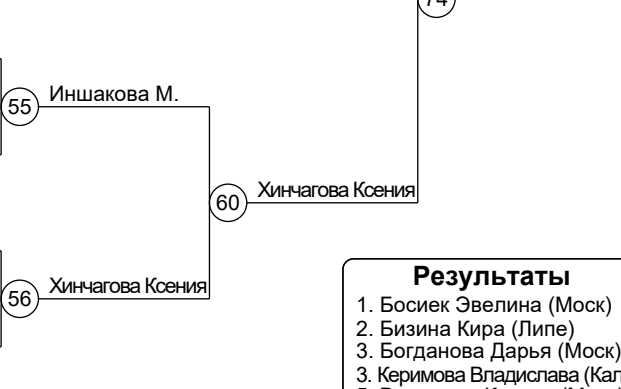 74
55 Иншакова М.
60 Хинчагова Ксения
56 Хинчагова Ксения
Результаты
1. Босиек Эвелина (Моск)
2. Бизина Кира (Липе)
3. Богданова Дарья (Моск)
3. Керимова Владислава (Кал